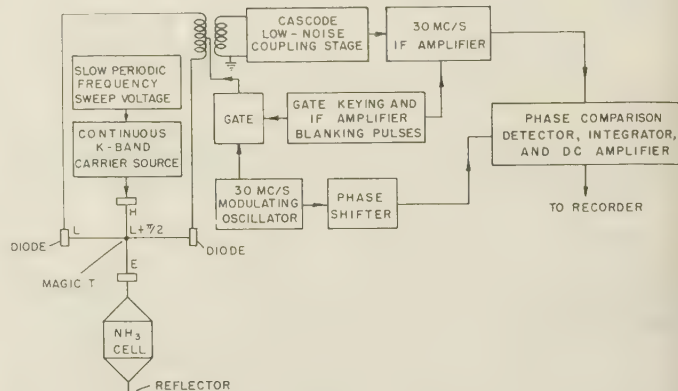 CASCODE
LOW-NOISE
COUPLING STAGE
30 MC/S
IF AMPLIFIER
SLOW PERIODIC
FREQUENCY
SWEEP VOLTAGE
GATE
GATE KEYING AND
IF AMPLIFIER
BLANKING PULSES
PHASE COMPARISON
DETECTOR, INTEGRATOR,
AND DC AMPLIFIER
CONTINUOUS
K-BAND
CARRIER SOURCE
30 MC/S
MODULATING
OSCILLATOR
PHASE
SHIFTER
TO RECORDER
H
L
L+π/2
DIODE
DIODE
E
MAGIC T
NH3
CELL
REFLECTOR